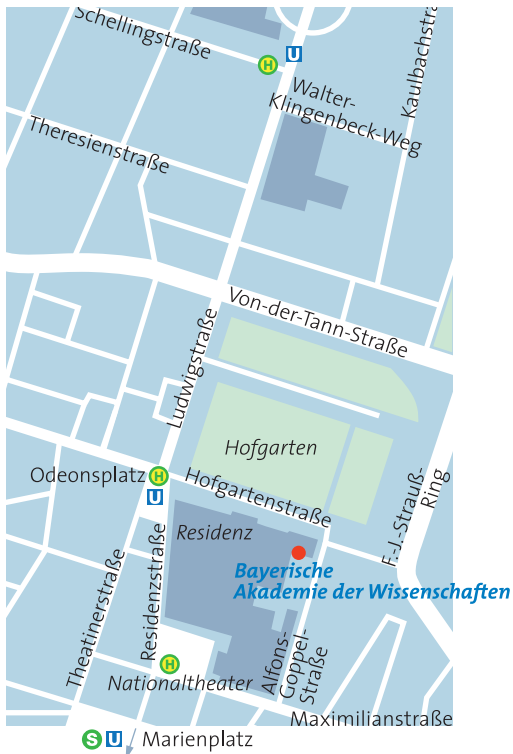 Schellingstraße
H
U
Kaulbachstra
Walter-
Klingenbeck-Weg
Theresienstraße
Von-der-Tann-Straße
Ludwigstraße
Hofgarten
Odeonsplatz
H
U
Hofgartenstraße
F.-J.-Strauß-
Ring
Residenz
Bayerische
Akademie der Wissenschaften
Residenzstraße
Theatinerstraße
Alfons-
Goppel-
Straße
H
Nationaltheater
Maximilianstraße
S
U
Marienplatz